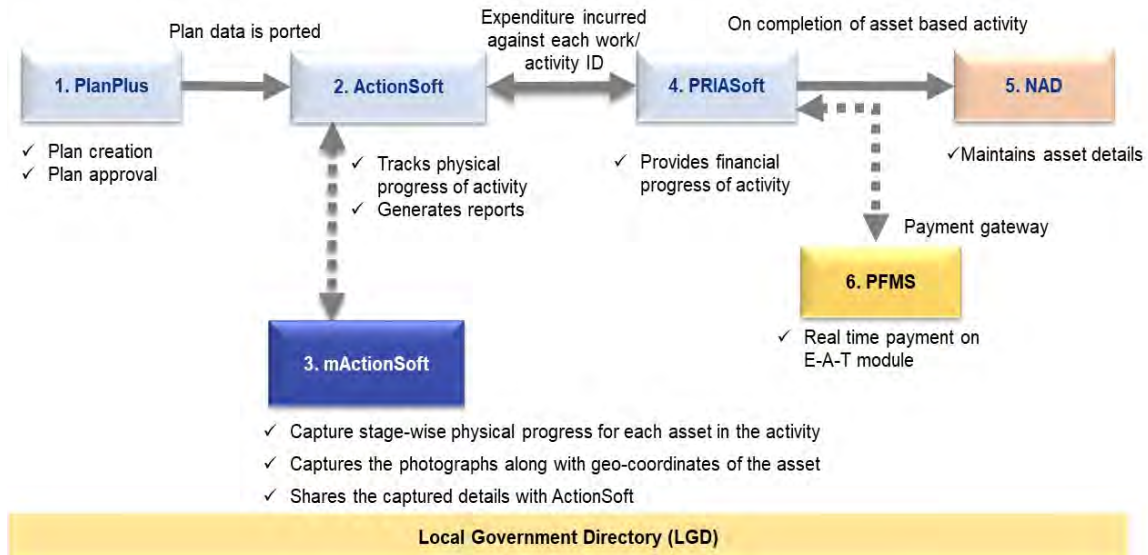 Plan data is ported
Expenditure incurred
against each work/
activity ID
On completion of asset based activity
1. PlanPlus
2. ActionSoft
4. PRIASoft
5. NAD
✓ Plan creation
✓ Plan approval
✓ Tracks physical
progress of activity
✓ Generates reports
✓ Provides financial
progress of activity
✓Maintains asset details
Payment gateway
6. PFMS
✓ Real time payment on
E-A-T module
3. mActionSoft
✓ Capture stage-wise physical progress for each asset in the activity
✓ Captures the photographs along with geo-coordinates of the asset
✓ Shares the captured details with ActionSoft
Local Government Directory (LGD)